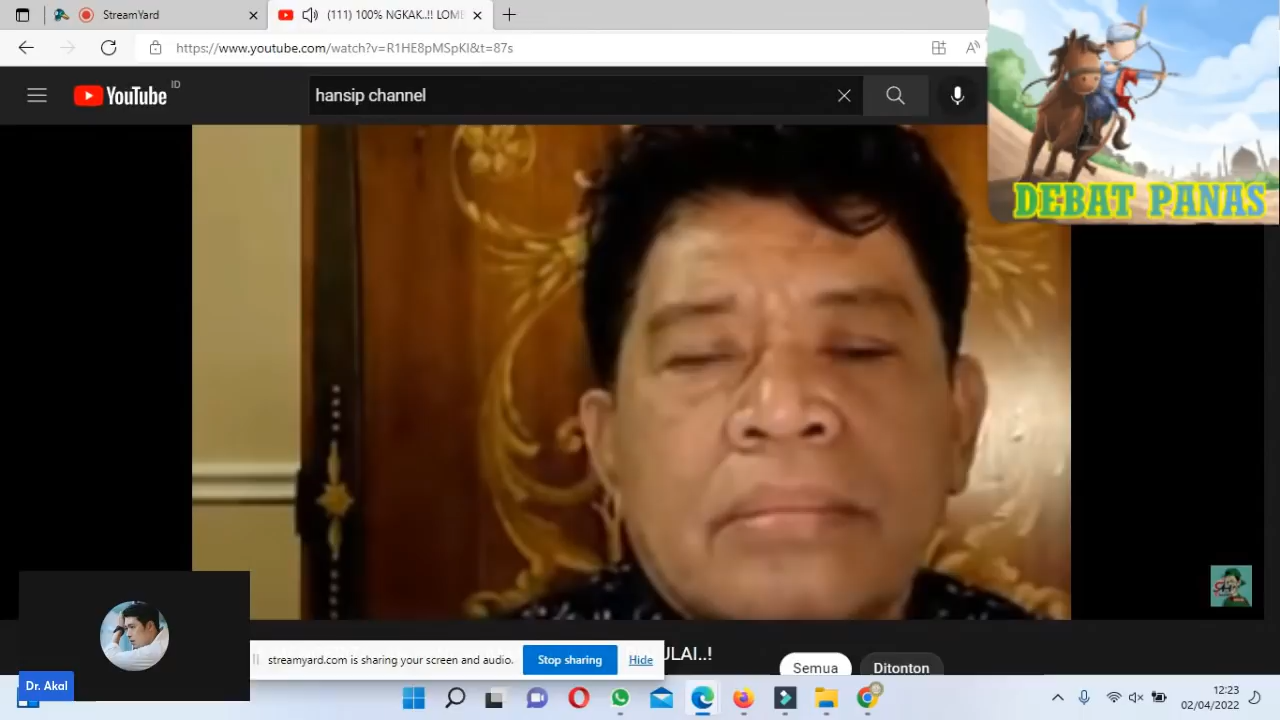 StreamYard
(111) 100% NGKAK..!! LOMB
https://www.youtube.com/watch?v=R1HE8pMSpKI&t=87s
YouTube ID
hansip channel
DEBAT PANAS
ULAI..!
streamyard.com is sharing your screen and audio.
Stop sharing
Hide
Semua
Ditonton
Dr. Akal
12:23
02/04/2022